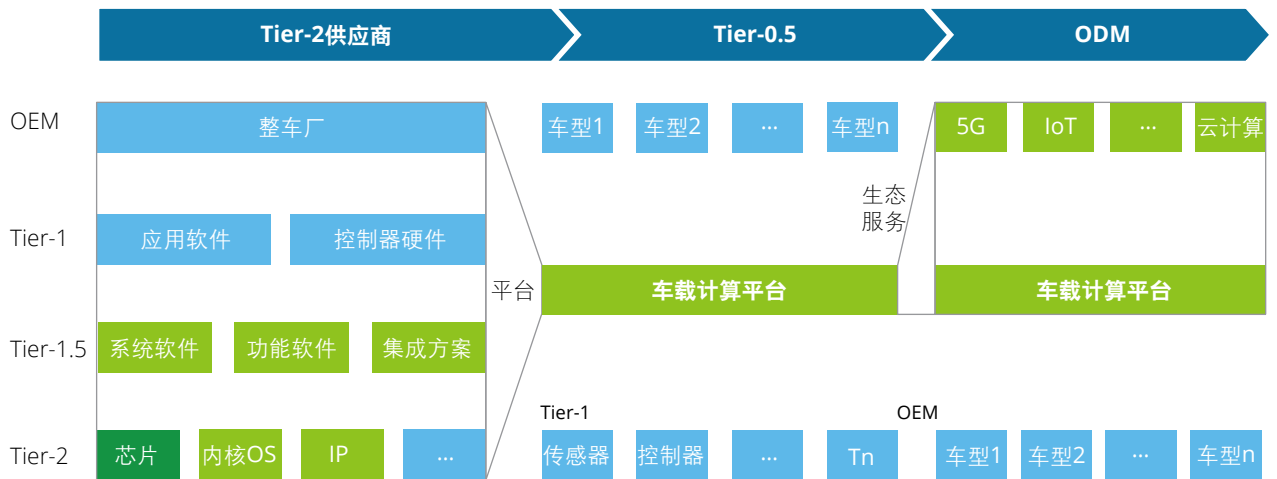 Tier-2供应商
Tier-0.5
ODM
OEM
整车厂
车型1
车型2
...
车型n
5G
IoT
...
云计算
生态
服务
Tier-1
应用软件
控制器硬件
平台
车载计算平台
车载计算平台
Tier-1.5
系统软件
功能软件
集成方案
Tier-1
OEM
Tier-2
芯片
内核OS
IP
...
传感器
控制器
...
Tn
车型1
车型2
...
车型n